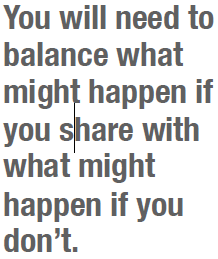 You will need to
balance what
might happen if
you share with
what might
happen if you
don’t.